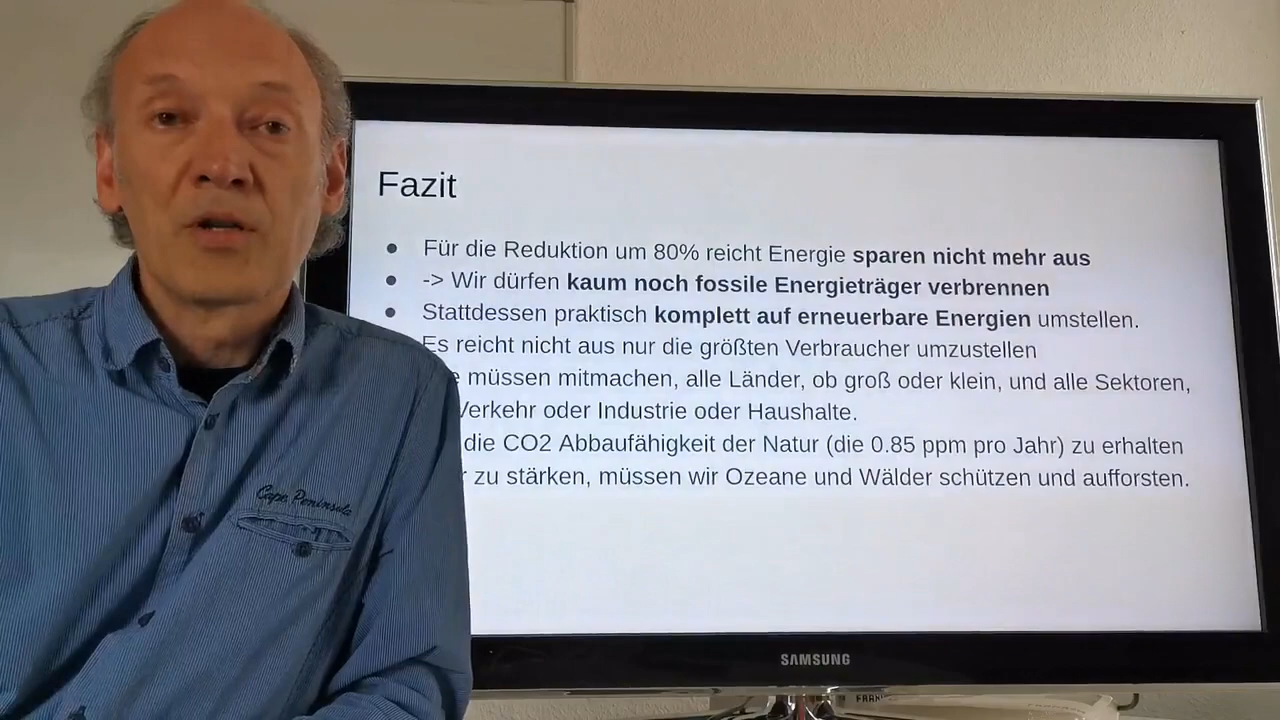 Fazit
● Für die Reduktion um 80% reicht Energie sparen nicht mehr aus
● -> Wir dürfen kaum noch fossile Energieträger verbrennen
● Stattdessen praktisch komplett auf erneuerbare Energien umstellen.
Es reicht nicht aus nur die größten Verbraucher umzustellen
müssen mitmachen, alle Länder, ob groß oder klein, und alle Sektoren,
Verkehr oder Industrie oder Haushalte.
die CO2 Abbaufähigkeit der Natur (die 0.85 ppm pro Jahr) zu erhalten
zu stärken, müssen wir Ozeane und Wälder schützen und aufforsten.
Cape Peninsula
SAMSUNG